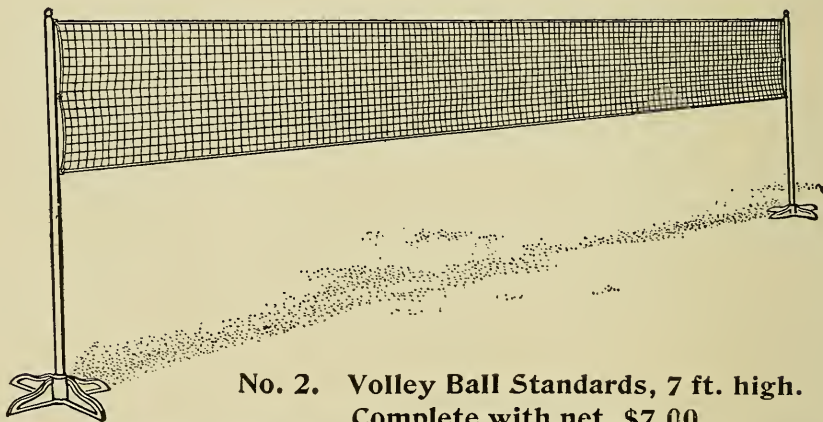 No. 2. Volley Ball Standards, 7 ft. high.
Complete with net, $7.00